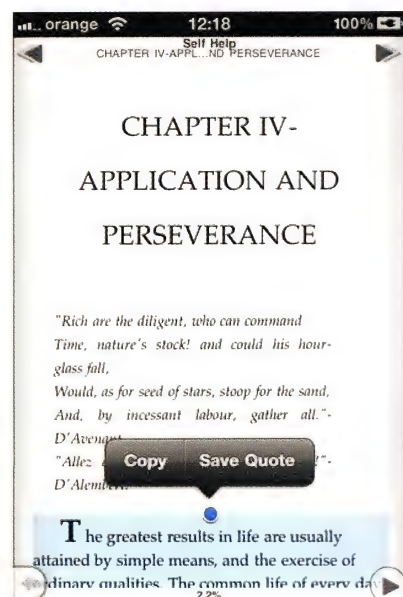 orange 12:18 100%
Self Help
CHAPTER IV-APPL...ND PERSEVERANCE
CHAPTER IV-
APPLICATION AND
PERSEVERANCE
"Rich are the diligent, who can command
Time, nature's stock! and could his hour-
glass fall,
Would, as for seed of stars, stoop for the sand,
And, by incessant labour, gather all."-
D'Avenant
"Allez !"-
D'Alembert.
Copy Save Quote
The greatest results in life are usually
attained by simple means, and the exercise of
ordinary qualities. The common life of every day
2.2%